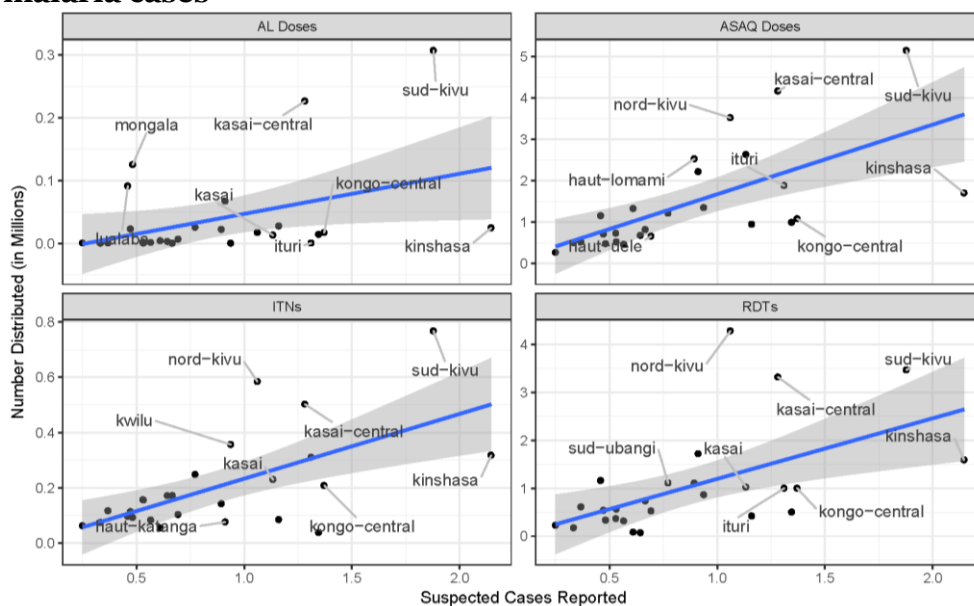 malaria cases
AL Doses
ASAQ Doses
Number Distributed (in Millions)
0.3
0.2
0.1
0.0
sud-kivu
kasai-central
mongala
kasai
kongo-central
lualaba
ituri
kinshasa
5
4
3
2
1
0
kasai-central
sud-kivu
nord-kivu
ituri
haut-lomami
kinshasa
haut-uele
kongo-central
ITNs
RDTs
0.8
0.6
0.4
0.2
0.0
nord-kivu
sud-kivu
kwilu
kasai-central
kasai
kinshasa
haut-katanga
kongo-central
0.5
1.0
1.5
2.0
4
3
2
1
0
nord-kivu
sud-kivu
kasai-central
kinshasa
sud-ubangi
kasai
ituri
kongo-central
0.5
1.0
1.5
2.0
Suspected Cases Reported